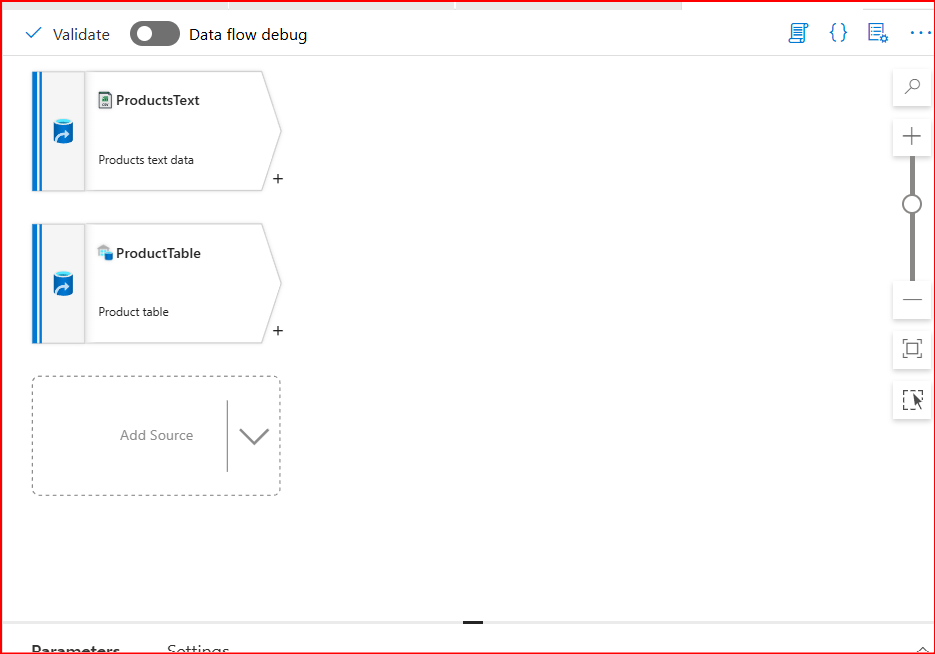 Validate
Data flow debug
ProductsText
Products text data
+
ProductTable
Product table
+
Add Source
Parameters
Settings